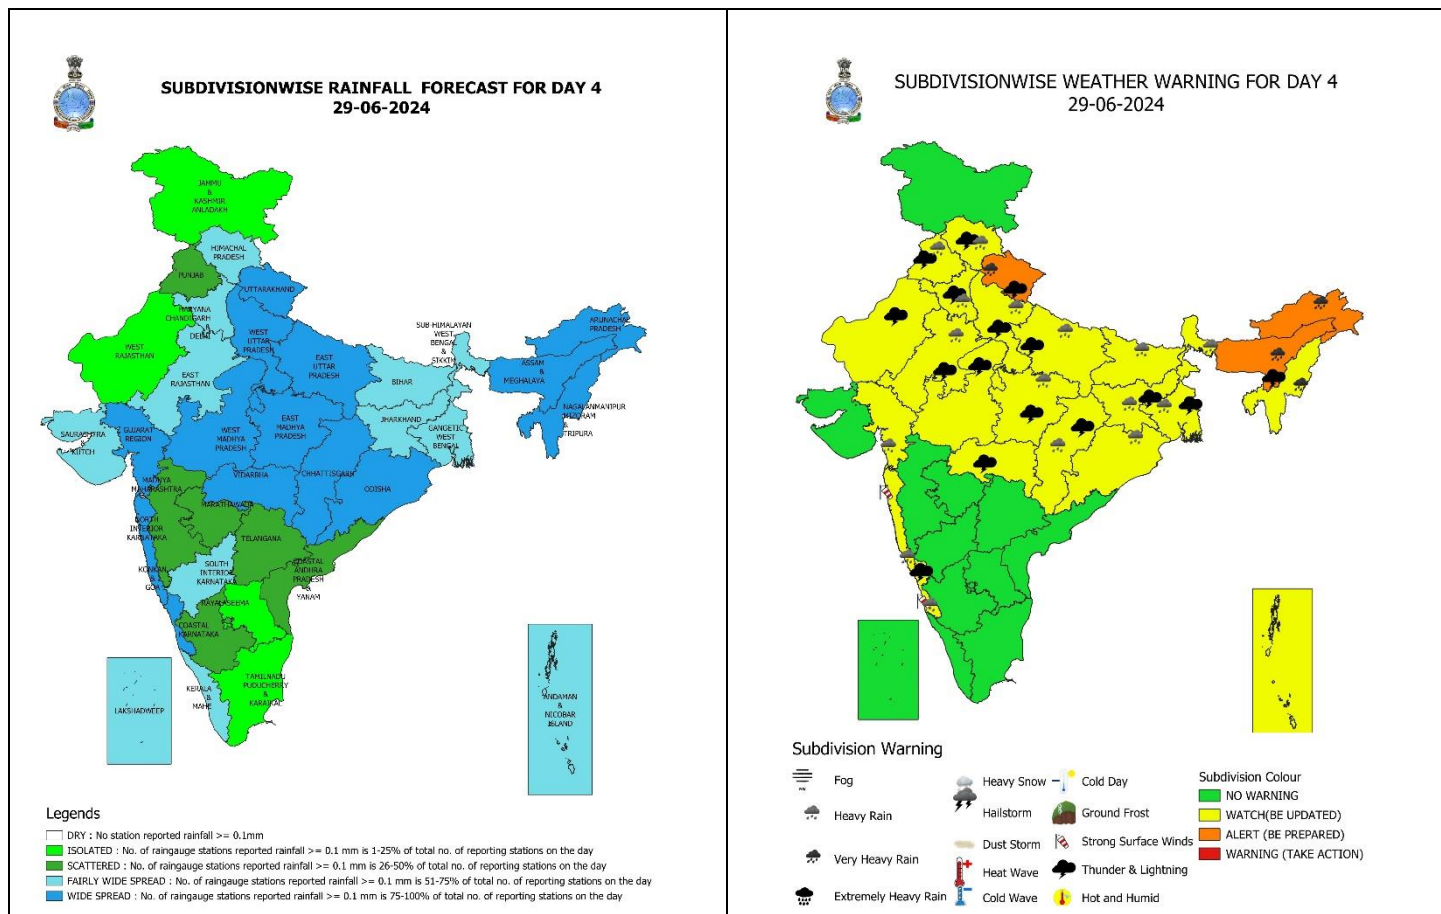 SUBDIVISIONWISE RAINFALL FORECAST FOR DAY 4
29-06-2024
JAMMU
&
KASHMIR
ANLADAKH
HIMACHAL
PRADESH
PUNJAB
UTTARAKHAND
HARYANA
CHANDIGARH
&
DELHI
WEST
UTTAR
PRADESH
WEST
RAJASTHAN
EAST
UTTAR
PRADESH
SUB-HIMALAYAN
WEST
BENGAL
&
SIKKIM
ARUNACHAL
PRADESH
ASSAM
&
MEGHALAYA
EAST
RAJASTHAN
BIHAR
NAGALANMANIPUR
MIZORAM
&
TRIPURA
SAURASHTRA
&
KUTCH
GUJARAT
REGION
WEST
MADHYA
PRADESH
EAST
MADHYA
PRADESH
JHARKHAND
GANGETIC
WEST
BENGAL
MADHYA
MAHARASHTRA
VIDARBHA
CHHATTISGARH
ODISHA
MARATHAWADA
NORTH
INTERIOR
KARNATAKA
TELANGANA
KONKAN
&
GOA
SOUTH
INTERIOR
KARNATAKA
COASTAL
ANDHRA
PRADESH
&
YANAM
RAYALASEEMA
COASTAL
KARNATAKA
KERALA
&
MAHE
TAMILNADU
PUDUCHERRY
&
KARAIKAL
LAKSHADWEEP
ANDAMAN
&
NICOBAR
ISLAND
Legends
DRY : No station reported rainfall >= 0.1mm
ISOLATED : No. of raingauge stations reported rainfall >= 0.1 mm is 1-25% of total no. of reporting stations on the day
SCATTERED : No. of raingauge stations reported rainfall >= 0.1 mm is 26-50% of total no. of reporting stations on the day
FAIRLY WIDE SPREAD : No. of raingauge stations reported rainfall >= 0.1 mm is 51-75% of total no. of reporting stations on the day
WIDE SPREAD : No. of raingauge stations reported rainfall >= 0.1 mm is 75-100% of total no. of reporting stations on the day
SUBDIVISIONWISE WEATHER WARNING FOR DAY 4
29-06-2024
Subdivision Warning
Fog
Heavy Rain
Very Heavy Rain
Extremely Heavy Rain
Heavy Snow
Hailstorm
Dust Storm
Heat Wave
Cold Wave
Cold Day
Ground Frost
Strong Surface Winds
Thunder & Lightning
Hot and Humid
Subdivision Colour
NO WARNING
WATCH(BE UPDATED)
ALERT (BE PREPARED)
WARNING (TAKE ACTION)